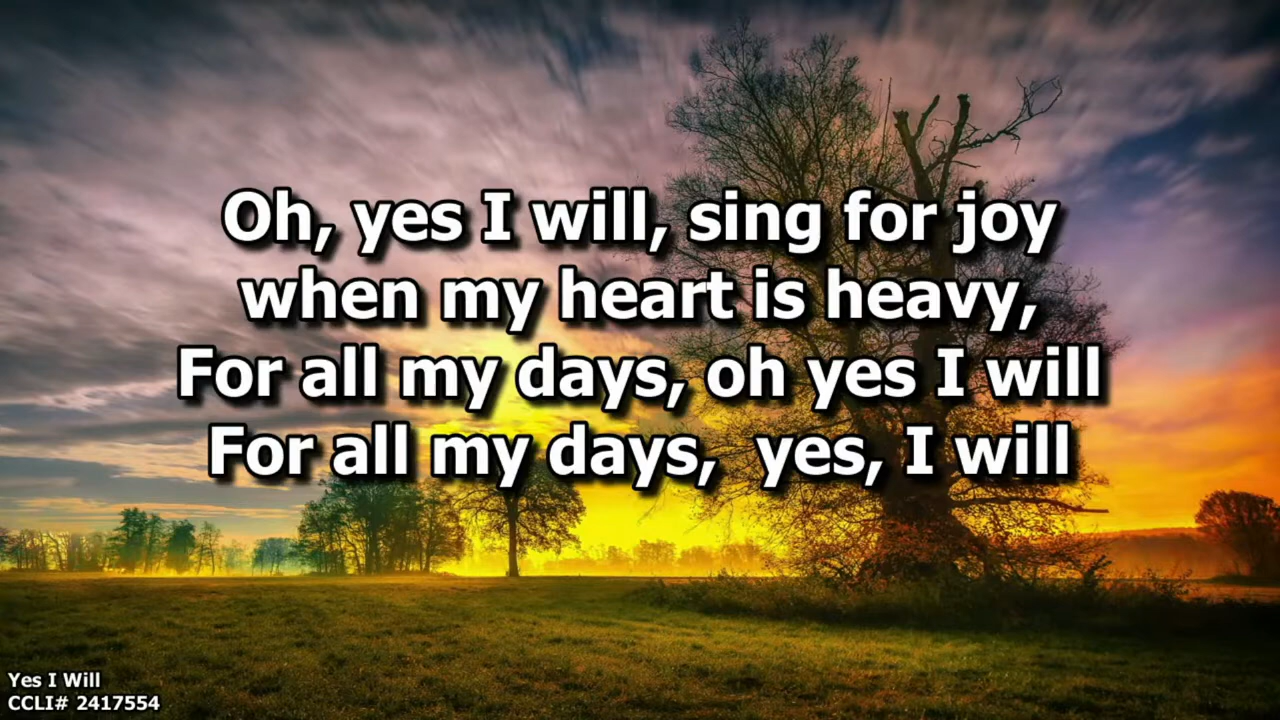 Oh, yes I will, sing for joy
when my heart is heavy,
For all my days, oh yes I will
For all my days,  yes, I will
Yes I Will
CCLI# 2417554